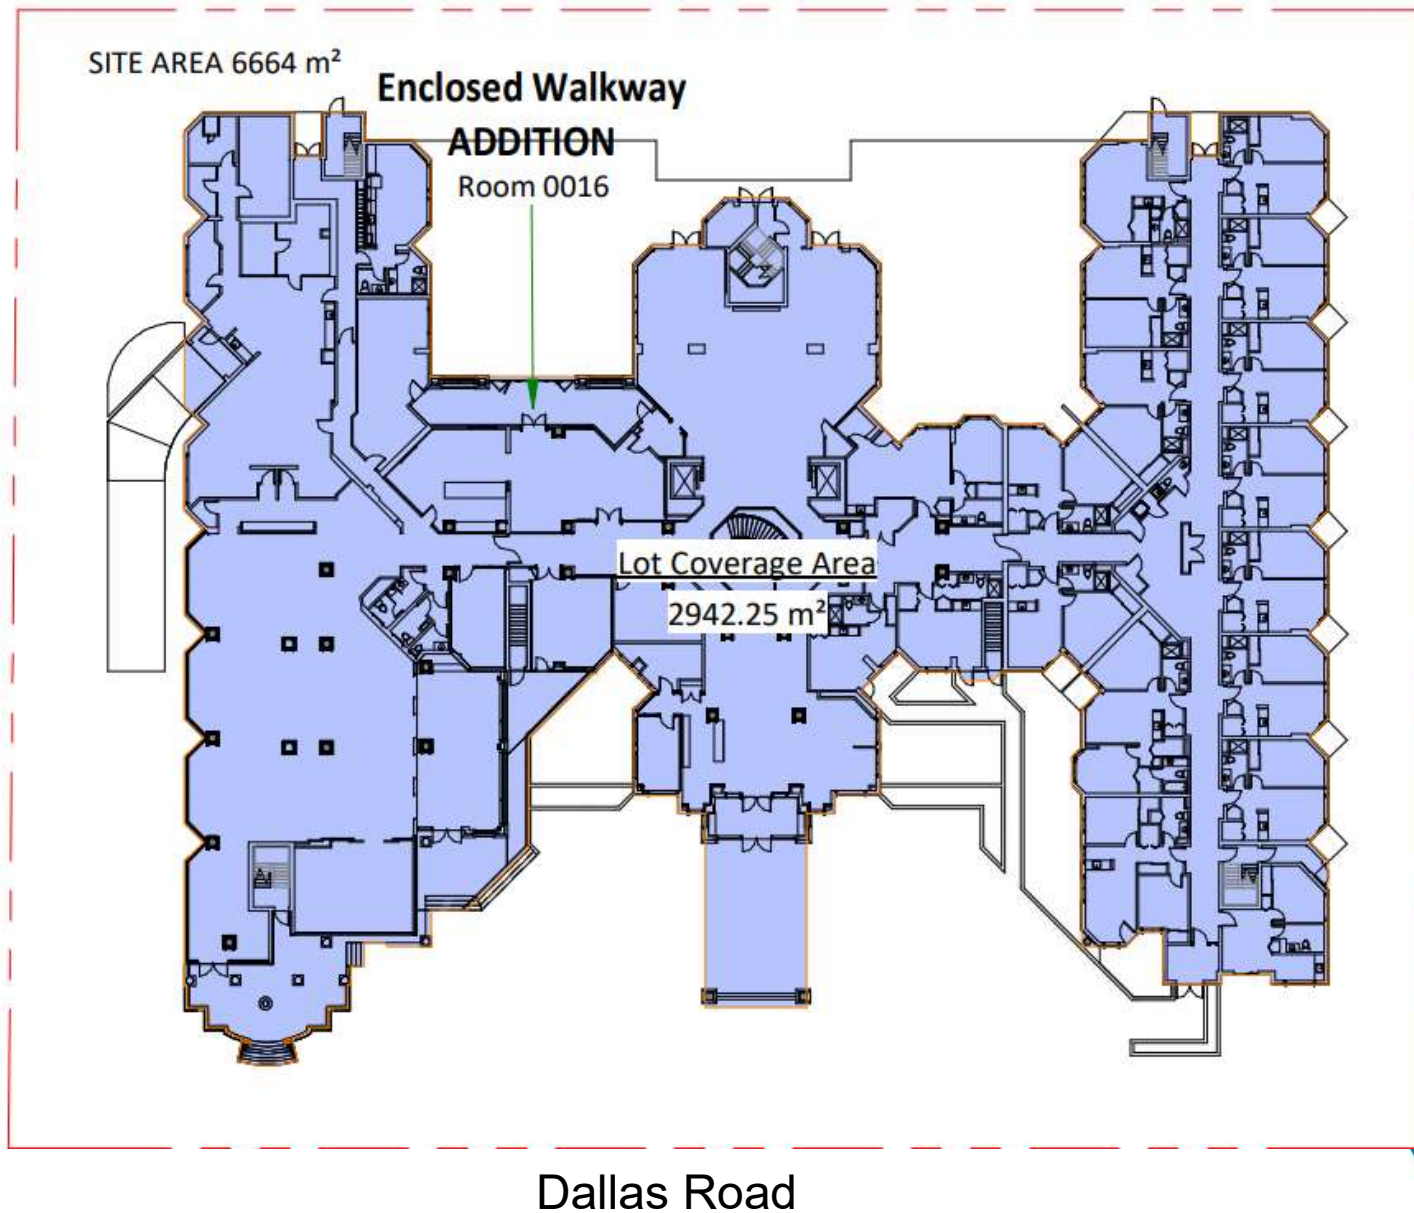 SITE AREA 6664 m²
Enclosed Walkway
ADDITION
Room 0016
Lot Coverage Area
2942.25 m²
Dallas Road